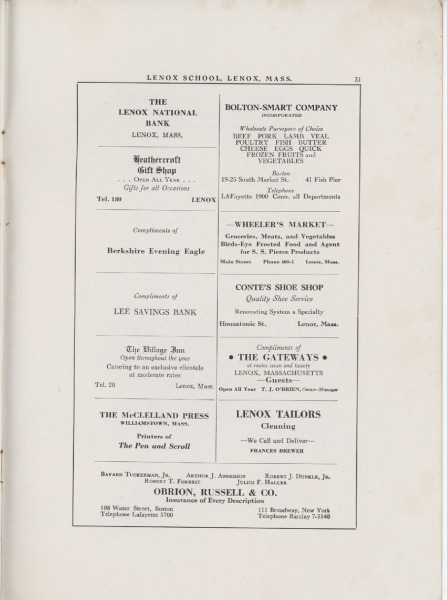 LENOX SCHOOL, LENOX, MASS. 31
THE
LENOX NATIONAL
BANK
LENOX, MASS.
Heathercroft
Gift Shop
. . . OPEN ALL YEAR . . .
Gifts for all Occasions
Tel. 180 LENOX
Compliments of
Berkshire Evening Eagle
Compliments of
LEE SAVINGS BANK
The Village Inn
Open throughout the year
Catering to an exclusive clientele
at moderate rates
Tel. 20 Lenox, Mass.
THE McCLELLAND PRESS
WILLIAMSTOWN, MASS.
Printers of
The Pen and Scroll
BOLTON-SMART COMPANY
INCORPORATED
Wholesale Purveyors of Choice
BEEF PORK LAMB VEAL
POULTRY FISH BUTTER
CHEESE EGGS QUICK
FROZEN FRUITS and
VEGETABLES
Boston
19-25 South Market St. 41 Fish Pier
Telephone
LAFayette 1900 Conn. all Departments
—WHEELER'S MARKET—
Groceries, Meats, and Vegetables
Birds-Eye Frosted Food and Agent
for S. S. Pierce Products
Main Street Phone 400-1 Lenox, Mass.
CONTE'S SHOE SHOP
Quality Shoe Service
Renovating System a Specialty
Housatonic St. Lenox, Mass.
Compliments of
• THE GATEWAYS •
at routes seven and twenty
LENOX, MASSACHUSETTS
—Guests—
Open All Year T. J. O'BRIEN, Owner-Manager
LENOX TAILORS
Cleaning
—We Call and Deliver—
FRANCES BREWER
BAYARD TUCKERMAN, JR. ARTHUR J. ANDERSON ROBERT J. DUNKLE, JR.
ROBERT T. FORREST JULIUS F. HALLER
OBRION, RUSSELL & CO.
Insurance of Every Description
108 Water Street, Boston 111 Broadway, New York
Telephone Lafayette 5700 Telephone Barclay 7-5540